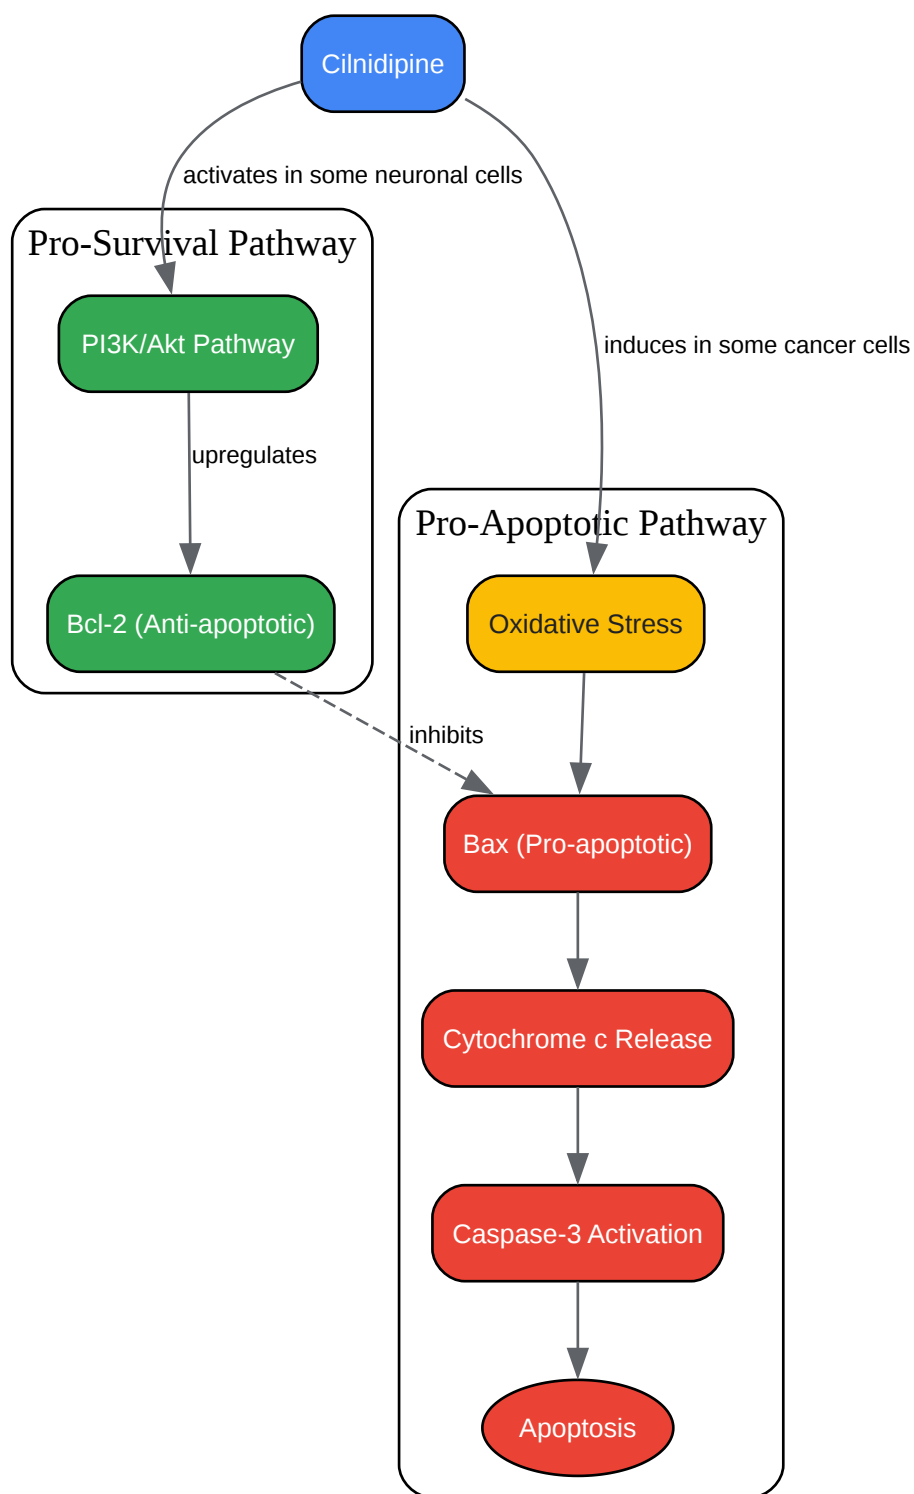 Cilnidipine
activates in some neuronal cells
Pro-Survival Pathway
PI3K/Akt Pathway
induces in some cancer cells
upregulates
Pro-Apoptotic Pathway
Bcl-2 (Anti-apoptotic)
Oxidative Stress
inhibits
Bax (Pro-apoptotic)
Cytochrome c Release
Caspase-3 Activation
Apoptosis